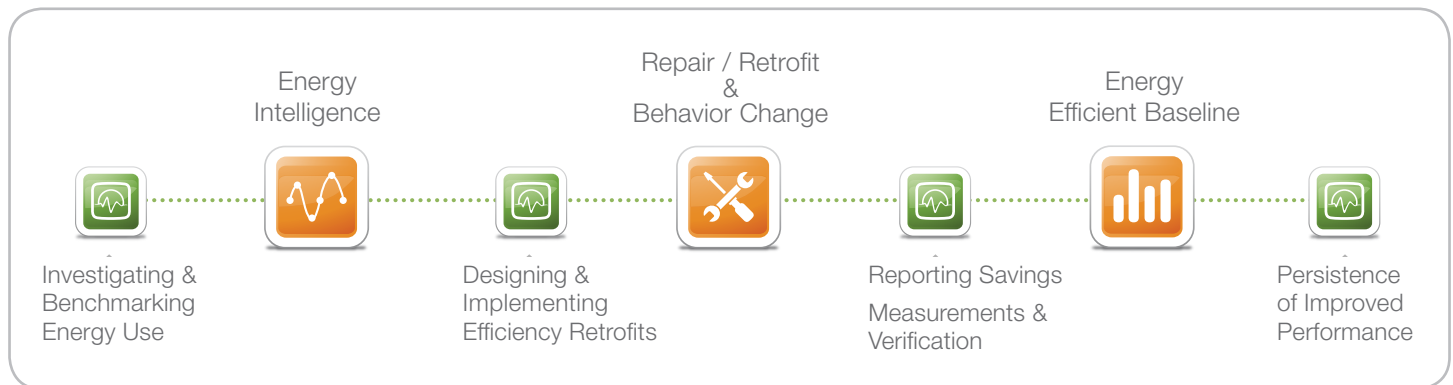 Energy
Intelligence
Repair / Retrofit
&
Behavior Change
Energy
Efficient Baseline
Investigating &
Benchmarking
Energy Use
Designing &
Implementing
Efficiency Retrofits
Reporting Savings
Measurements &
Verification
Persistence
of Improved
Performance